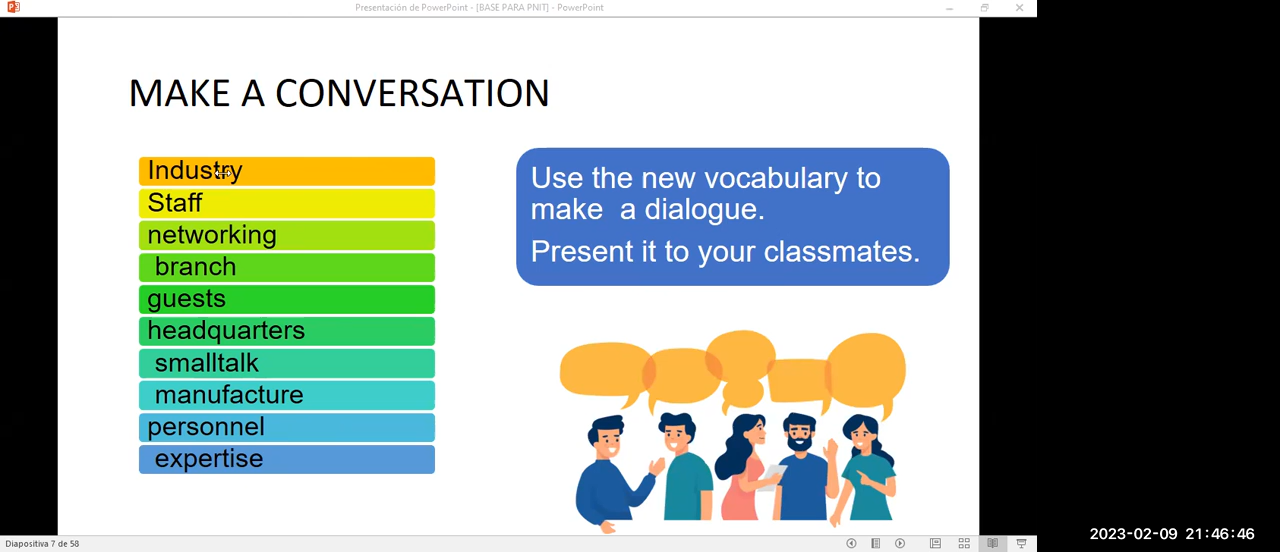 Presentación de PowerPoint - [BASE PARA PNIT] - PowerPoint
MAKE A CONVERSATION
Industry
Staff
networking
branch
guests
headquarters
smalltalk
manufacture
personnel
expertise
Use the new vocabulary to
make a dialogue.
Present it to your classmates.
Diapositiva 7 de 58
2023-02-09 21:46:46